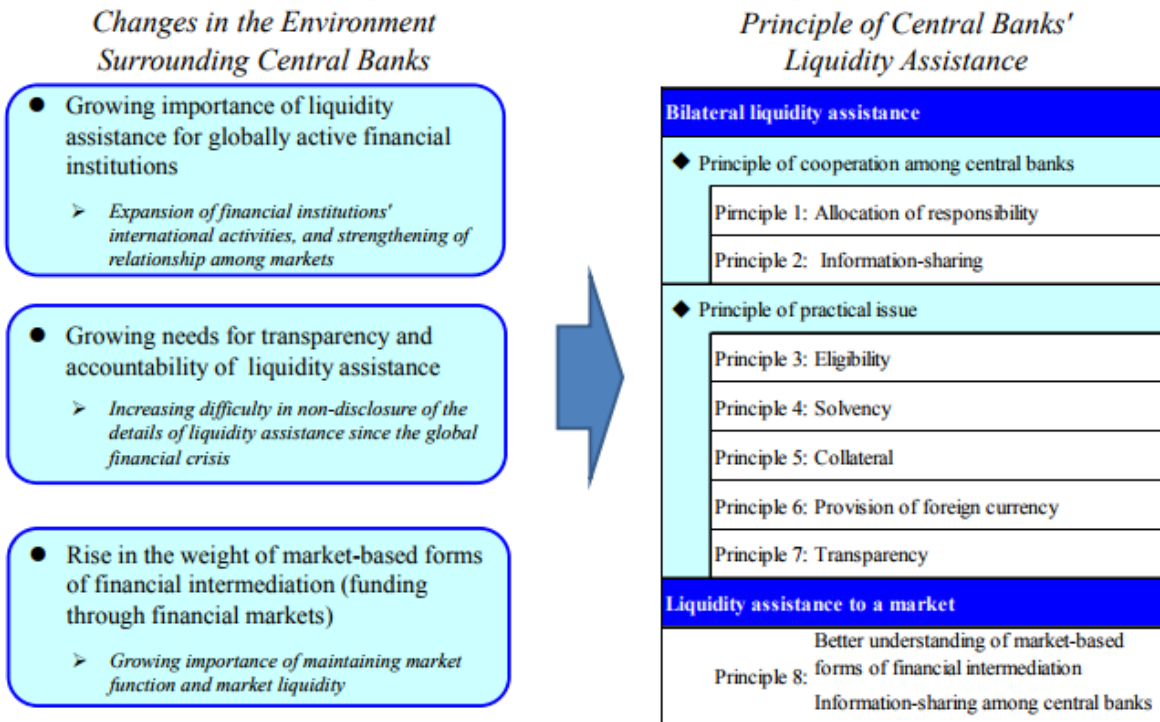 Changes in the Environment
Surrounding Central Banks
● Growing importance of liquidity
assistance for globally active financial
institutions
➢ Expansion of financial institutions'
international activities, and strengthening of
relationship among markets
● Growing needs for transparency and
accountability of liquidity assistance
➢ Increasing difficulty in non-disclosure of the
details of liquidity assistance since the global
financial crisis
● Rise in the weight of market-based forms
of financial intermediation (funding
through financial markets)
➢ Growing importance of maintaining market
function and market liquidity
Principle of Central Banks'
Liquidity Assistance
Bilateral liquidity assistance
◆ Principle of cooperation among central banks
Pirnciple 1: Allocation of responsibility
Principle 2: Information-sharing
◆ Principle of practical issue
Principle 3: Eligibility
Principle 4: Solvency
Principle 5: Collateral
Principle 6: Provision of foreign currency
Principle 7: Transparency
Liquidity assistance to a market
Principle 8:
Better understanding of market-based
forms of financial intermediation
Information-sharing among central banks